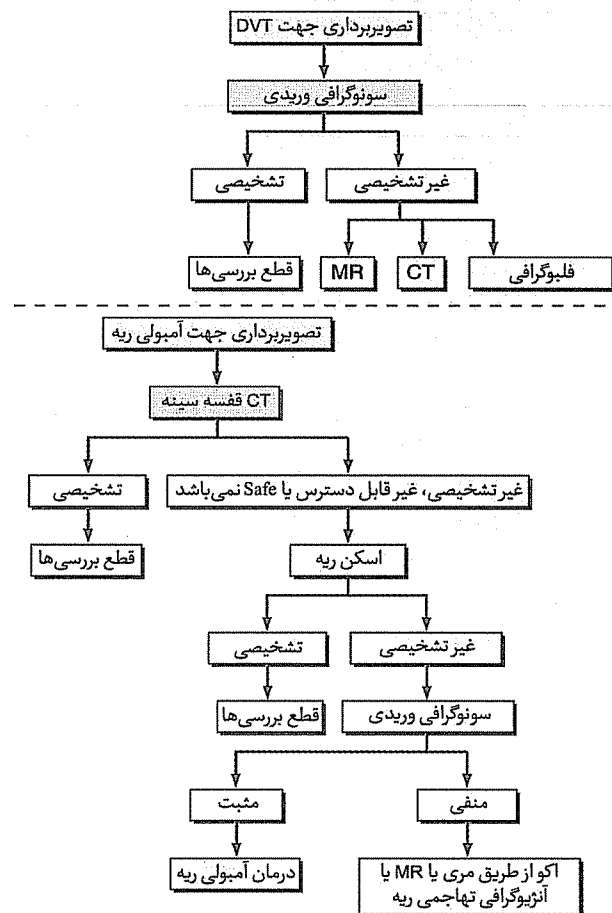 تصویربرداری جهت DVT
سونوگرافی وریدی
تشخیصی
غیر تشخیصی
قطع بررسی‌ها
MR
CT
فلبوگرافی
تصویربرداری جهت آمبولی ریه
CT قفسه سینه
تشخیصی
غیر تشخیصی، غیر قابل دسترس یا Safe نمی‌باشد
قطع بررسی‌ها
اسکن ریه
تشخیصی
غیر تشخیصی
قطع بررسی‌ها
سونوگرافی وریدی
مثبت
منفی
درمان آمبولی ریه
اکو از طریق مری یا MR یا
آنژیوگرافی تهاجمی ریه